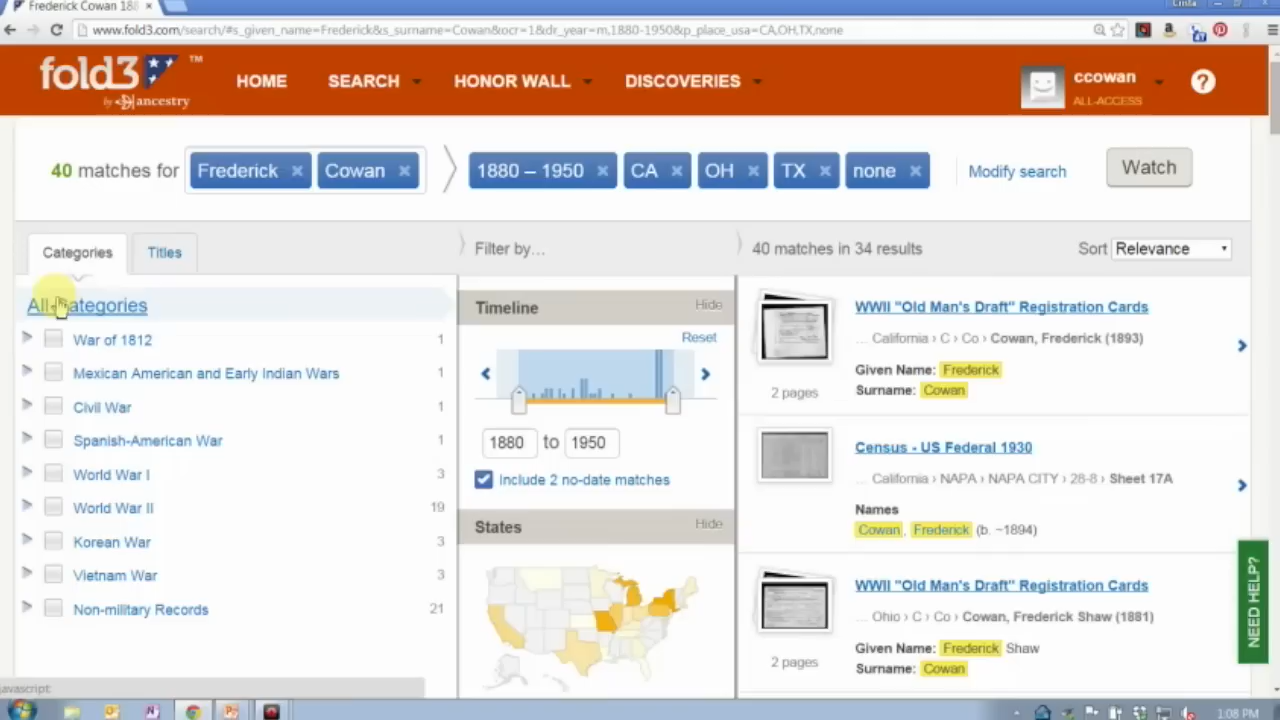 Frederick Cowan 188
www.fold3.com/search/#s_given_name=Frederick&s_surname=Cowan&ocr=1&dr_year=m,1880-1950&p_place_usa=CA,OH,TX,none
fold3 ™
by ancestry
HOME SEARCH HONOR WALL DISCOVERIES
ccowan
ALL-ACCESS
?
40 matches for Frederick × Cowan × 1880 – 1950 × CA × OH × TX × none × Modify search Watch
Categories Titles
Filter by…
40 matches in 34 results
Sort Relevance
All Categories
War of 1812 1
Mexican American and Early Indian Wars 1
Civil War 1
Spanish-American War 1
World War I 3
World War II 19
Korean War 3
Vietnam War 3
Non-military Records 21
Timeline Hide
Reset
1880 to 1950
Include 2 no-date matches
States Hide
WWII "Old Man's Draft" Registration Cards
... California › C › Co › Cowan, Frederick (1893)
Given Name: Frederick
Surname: Cowan
2 pages
Census - US Federal 1930
... California › NAPA › NAPA CITY › 28-8 › Sheet 17A
Names
Cowan, Frederick (b. ~1894)
WWII "Old Man's Draft" Registration Cards
... Ohio › C › Co › Cowan, Frederick Shaw (1881)
Given Name: Frederick Shaw
Surname: Cowan
2 pages
NEED HELP?
javascript:
1:08 PM